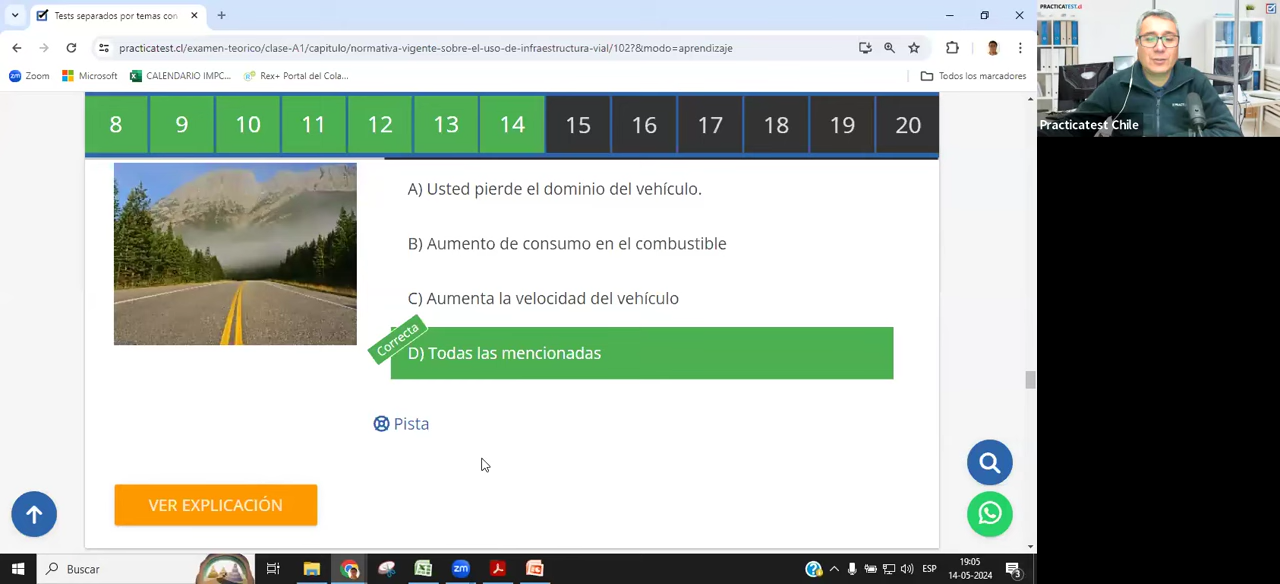 Tests separados por temas con
practicatest.cl/examen-teorico/clase-A1/capitulo/normativa-vigente-sobre-el-uso-de-infraestructura-vial/102?&modo=aprendizaje
Zoom
Microsoft
CALENDARIO IMPC...
Rex+ Portal del Cola...
Todos los marcadores
PRACTICATEST.cl
Practicatest Chile
8 9 10 11 12 13 14 15 16 17 18 19 20
A) Usted pierde el dominio del vehículo.
B) Aumento de consumo en el combustible
C) Aumenta la velocidad del vehículo
Correcta
D) Todas las mencionadas
Pista
VER EXPLICACIÓN
Buscar
zm
ESP
19:05
14-05-2024
3